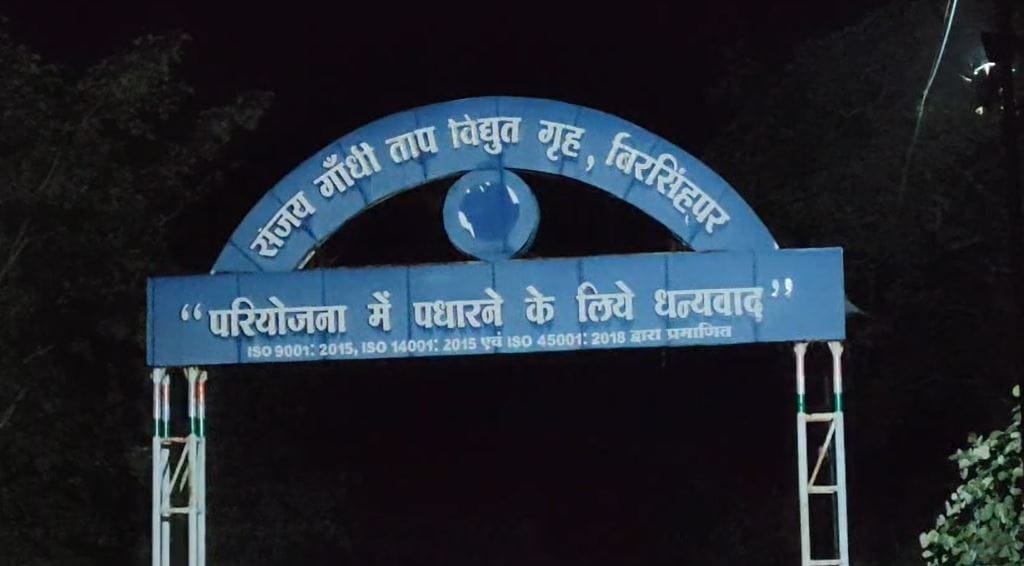 संजय गाँधी ताप विद्युत गृह, बिरसिंहपुर
“परियोजना में पधारने के लिये धन्यवाद”
ISO 9001: 2015, ISO 14001: 2015 एवं ISO 45001: 2018 द्वारा प्रमाणित